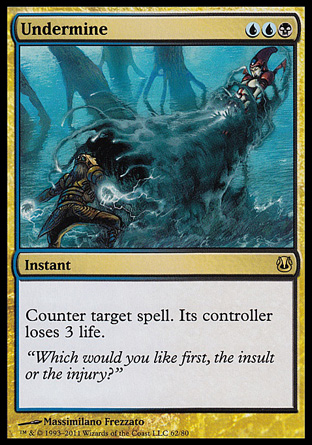 Undermine
Instant
Counter target spell. Its controller
loses 3 life.
“Which would you like first, the insult
or the injury?”
Massimiliano Frezzato
™ & © 1993–2011 Wizards of the Coast LLC 62/80